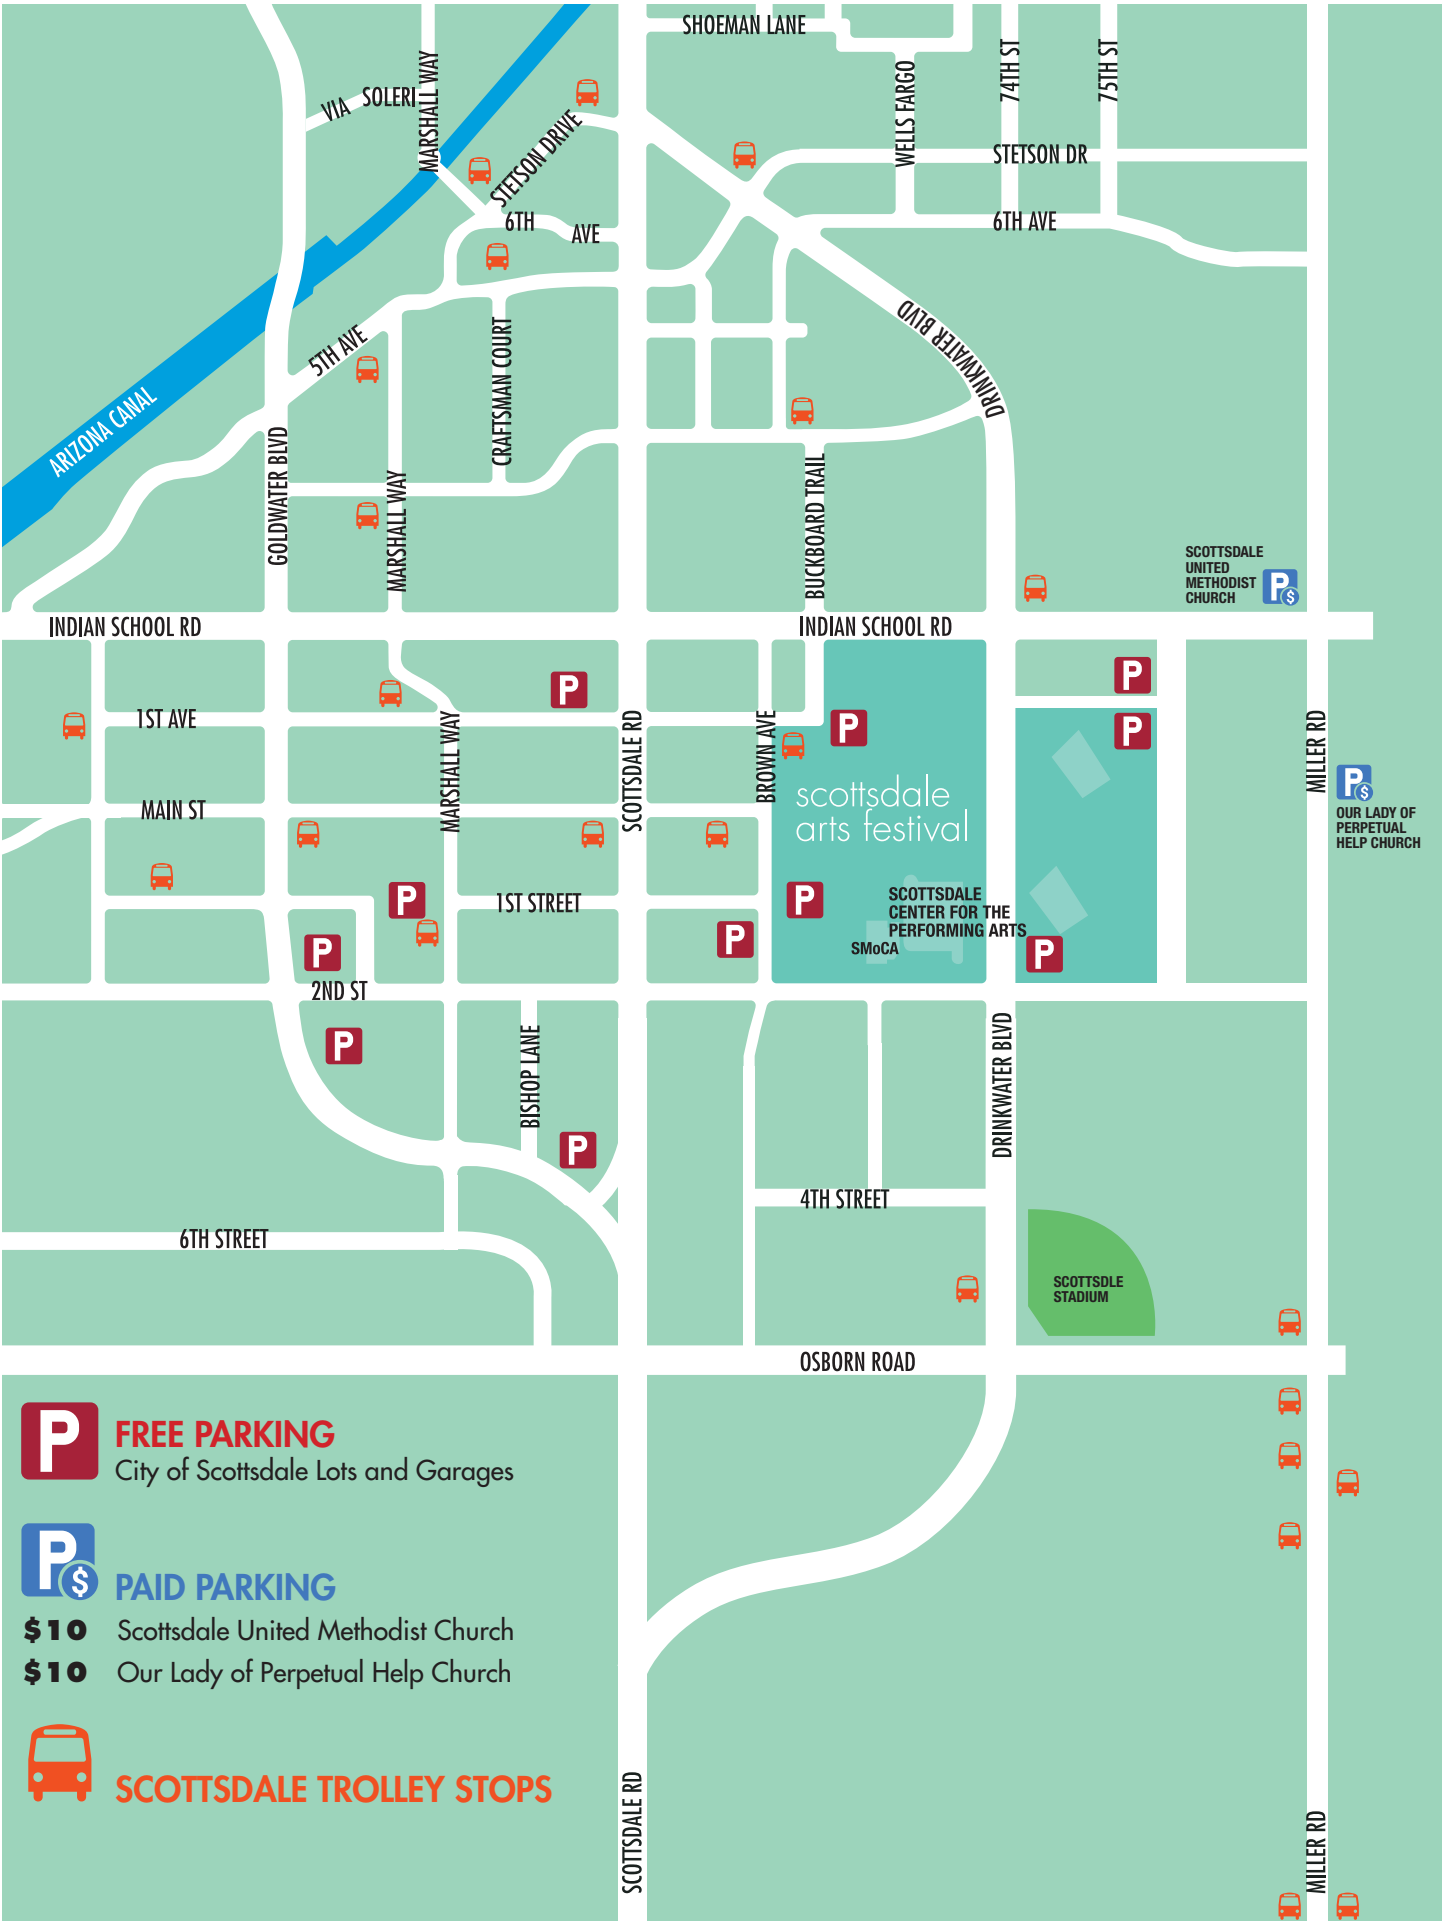 SHOEMAN LANE
MARSHALL WAY
VIA SOLERI
STETSON DRIVE
WELLS FARGO
74TH ST
75TH ST
STETSON DR
6TH AVE
6TH AVE
DRINKWATER BLVD
5TH AVE
CRAFTSMAN COURT
ARIZONA CANAL
GOLDWATER BLVD
MARSHALL WAY
BUCKBOARD TRAIL
SCOTTSDALE
UNITED
METHODIST
CHURCH
P$
INDIAN SCHOOL RD
INDIAN SCHOOL RD
P
P
1ST AVE
MARSHALL WAY
SCOTTSDALE RD
BROWN AVE
P
P
MILLER RD
P$
OUR LADY OF
PERPETUAL
HELP CHURCH
scottsdale
arts festival
MAIN ST
P
1ST STREET
P
SCOTTSDALE
CENTER FOR THE
PERFORMING ARTS
SMoCA
P
P
P
2ND ST
P
BISHOP LANE
DRINKWATER BLVD
P
4TH STREET
6TH STREET
SCOTTSDLE
STADIUM
OSBORN ROAD
P
FREE PARKING
City of Scottsdale Lots and Garages
P$
PAID PARKING
$10 Scottsdale United Methodist Church
$10 Our Lady of Perpetual Help Church
SCOTTSDALE TROLLEY STOPS
SCOTTSDALE RD
MILLER RD